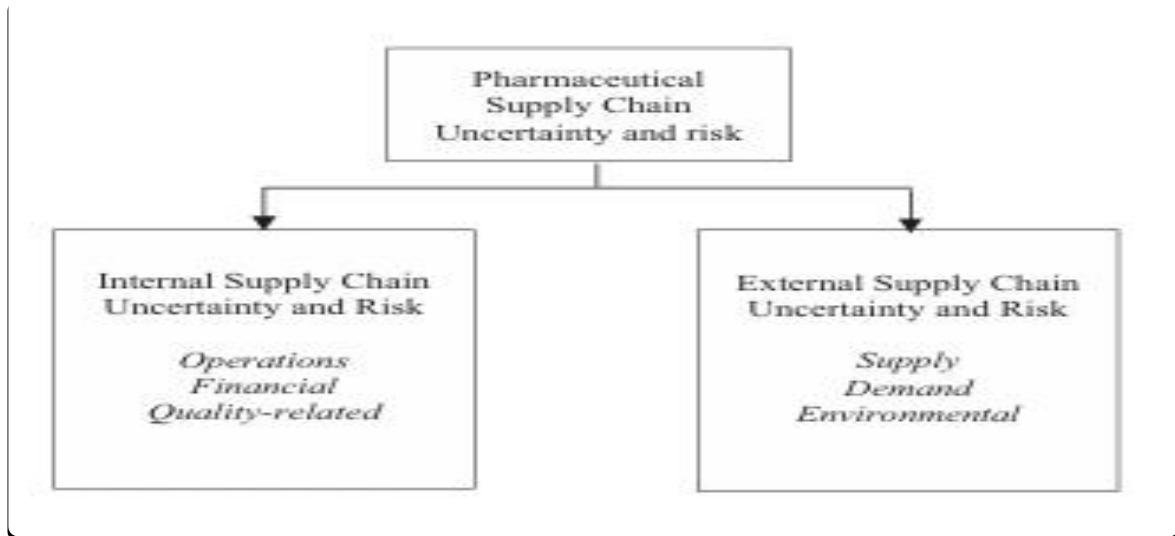 Pharmaceutical
Supply Chain
Uncertainty and risk
Internal Supply Chain
Uncertainty and Risk
Operations
Financial
Quality-related
External Supply Chain
Uncertainty and Risk
Supply
Demand
Environmental